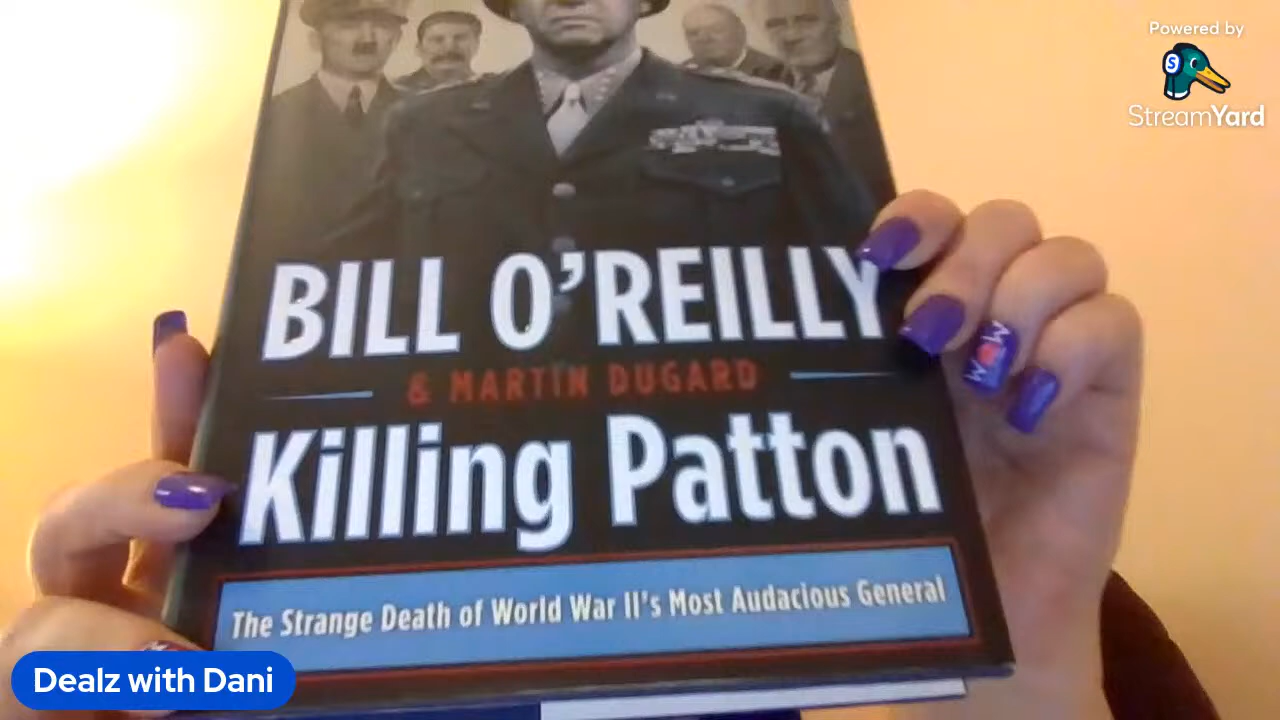 Powered by
StreamYard
BILL O'REILLY
& MARTIN DUGARD
Killing Patton
The Strange Death of World War II's Most Audacious General
MOM
Dealz with Dani